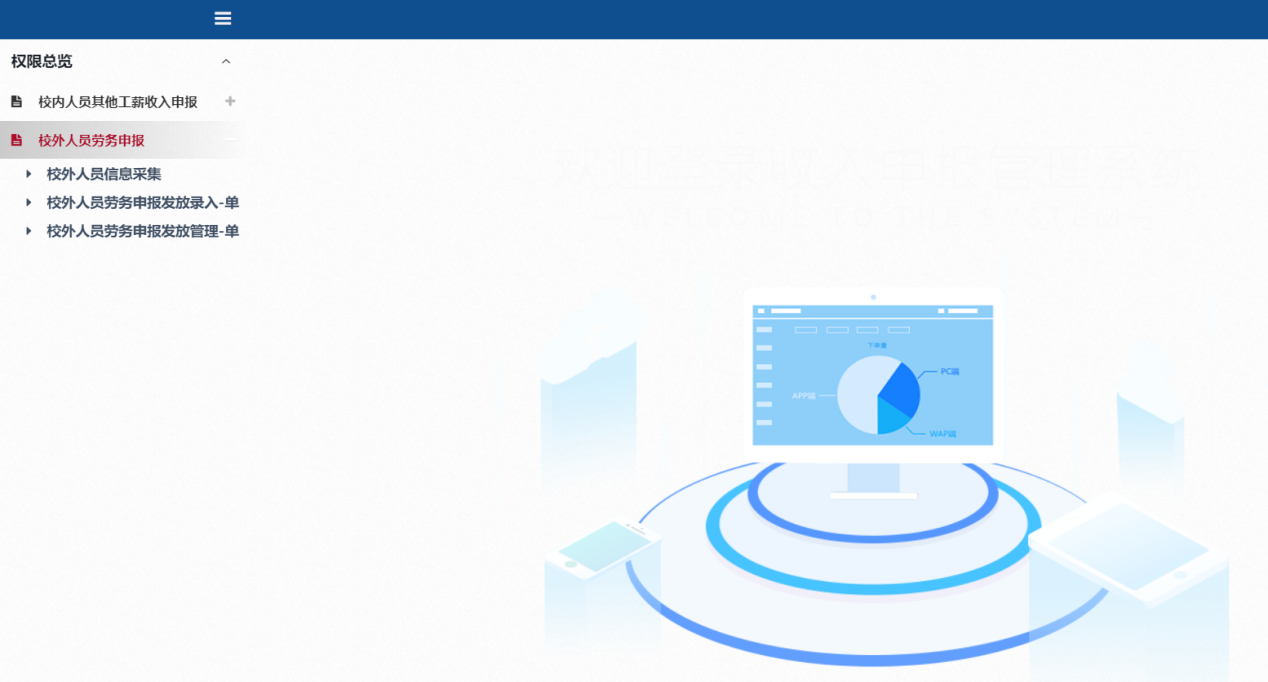 权限总览
校内人员其他工薪收入申报
校外人员劳务申报
校外人员信息采集
校外人员劳务申报发放录入-单
校外人员劳务申报发放管理-单
欢迎登录收入申报管理系统
—WELCOME TO THE SYSTEM—
下单量
PC端
APP端
WAP端